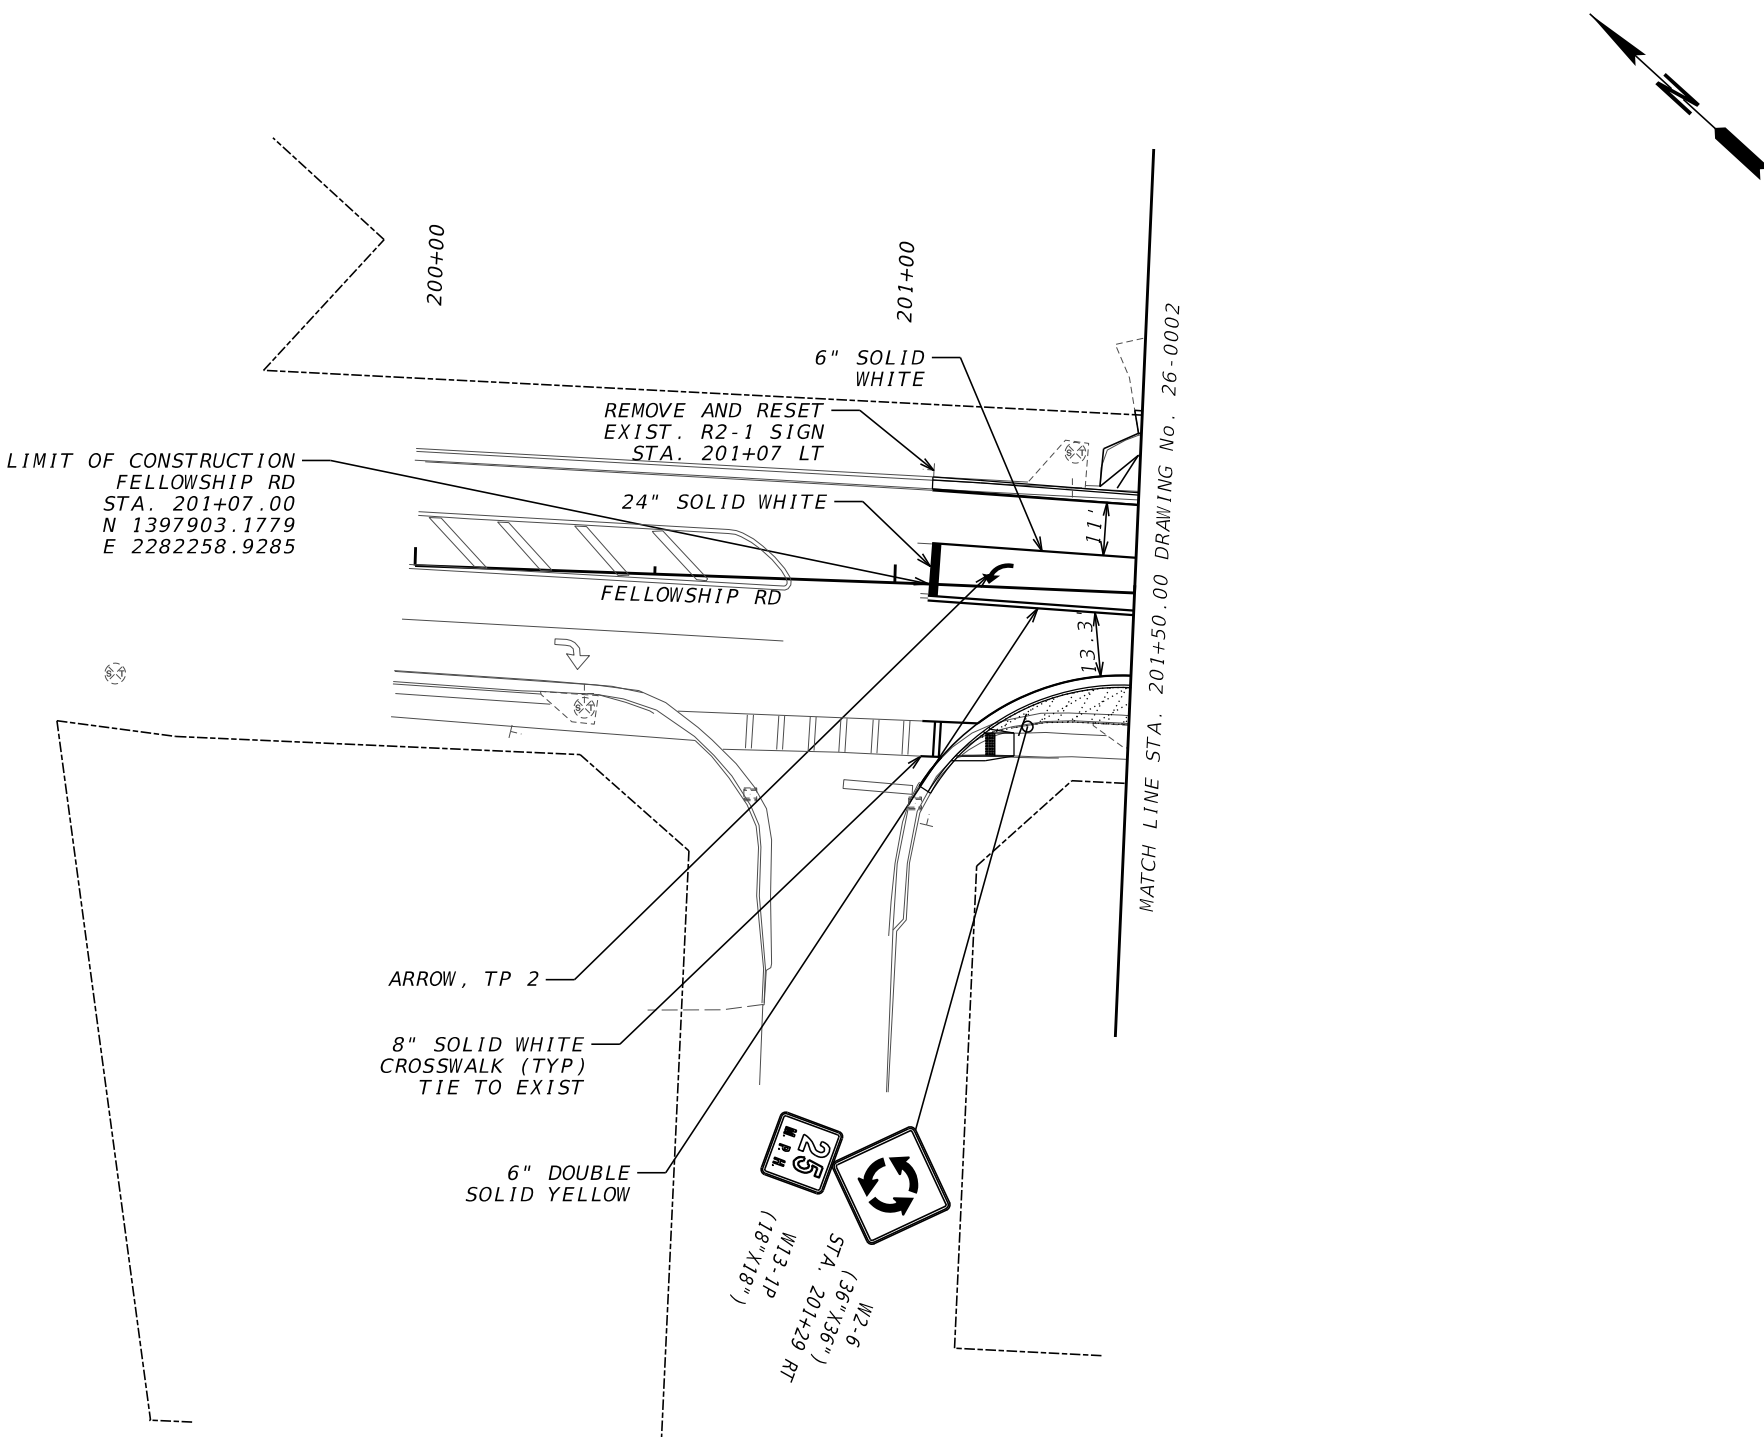 N
200+00
201+00
6" SOLID
WHITE
REMOVE AND RESET
EXIST. R2-1 SIGN
STA. 201+07 LT
LIMIT OF CONSTRUCTION
FELLOWSHIP RD
STA. 201+07.00
N 1397903.1779
E 2282258.9285
24" SOLID WHITE
11'
FELLOWSHIP RD
13.3'
MATCH LINE STA. 201+50.00 DRAWING No. 26-0002
S T
S T T
S T
ARROW, TP 2
8" SOLID WHITE
CROSSWALK (TYP)
TIE TO EXIST
6" DOUBLE
SOLID YELLOW
25
M.P.H.
W13-1P
(18"X18")
W2-6
(36"X36")
STA. 201+29 RT